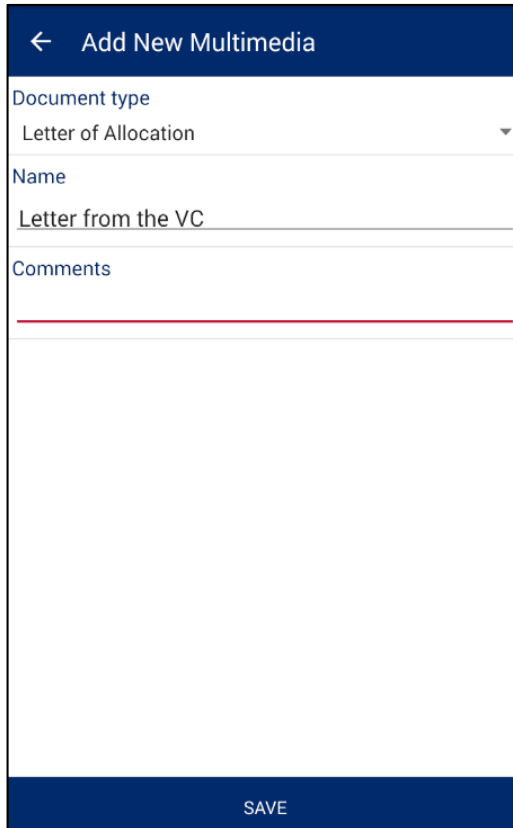 Add New Multimedia
Document type
Letter of Allocation
Name
Letter from the VC
Comments
SAVE